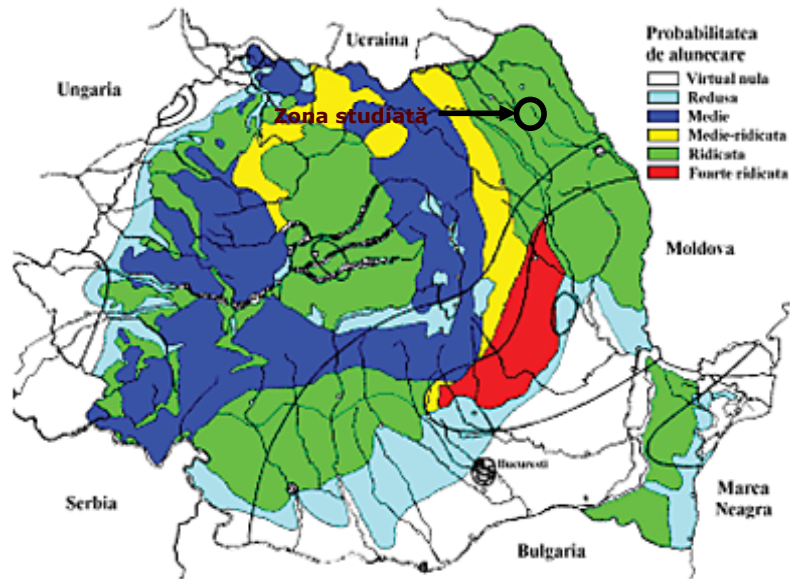 Ucraina
Ungaria
Probabilitatea
de alunecare
Virtual nula
Redusa
Medie
Medie-ridicata
Ridicata
Foarte ridicata
Zona studiată
Moldova
Bucuresti
Serbia
Marea
Neagra
Bulgaria